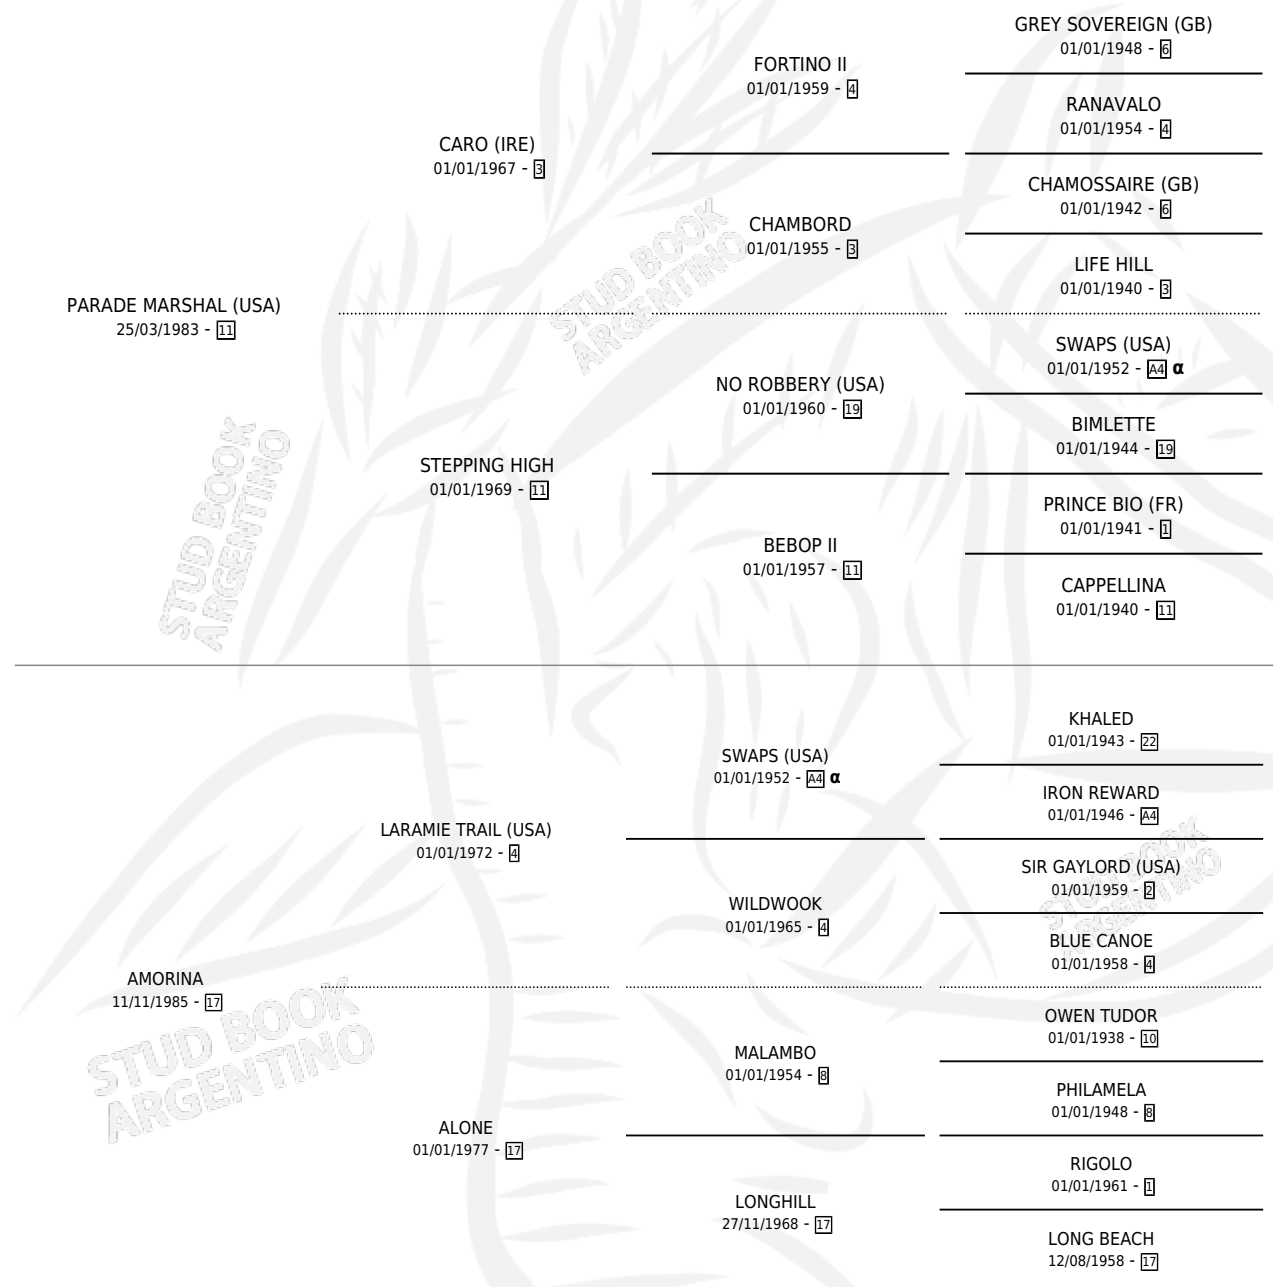 GREY SOVEREIGN (GB)
01/01/1948 - 6
FORTINO II
01/01/1959 - 4
RANAVALO
01/01/1954 - 4
CARO (IRE)
01/01/1967 - 3
CHAMOSSAIRE (GB)
01/01/1942 - 6
CHAMBORD
01/01/1955 - 3
LIFE HILL
01/01/1940 - 3
PARADE MARSHAL (USA)
25/03/1983 - 11
SWAPS (USA)
01/01/1952 - A4 α
NO ROBBERY (USA)
01/01/1960 - 19
BIMLETTE
01/01/1944 - 19
STEPPING HIGH
01/01/1969 - 11
PRINCE BIO (FR)
01/01/1941 - 1
BEBOP II
01/01/1957 - 11
CAPPELLINA
01/01/1940 - 11
KHALED
01/01/1943 - 22
SWAPS (USA)
01/01/1952 - A4 α
IRON REWARD
01/01/1946 - A4
LARAMIE TRAIL (USA)
01/01/1972 - 4
SIR GAYLORD (USA)
01/01/1959 - 2
WILDWOOK
01/01/1965 - 4
BLUE CANOE
01/01/1958 - 4
AMORINA
11/11/1985 - 17
OWEN TUDOR
01/01/1938 - 10
MALAMBO
01/01/1954 - 8
PHILAMELA
01/01/1948 - 8
ALONE
01/01/1977 - 17
RIGOLO
01/01/1961 - 1
LONGHILL
27/11/1968 - 17
LONG BEACH
12/08/1958 - 17
STUD BOOK
ARGENTINO
STUD BOOK
ARGENTINO
STUD BOOK
ARGENTINO
STUD BOOK
ARGENTINO